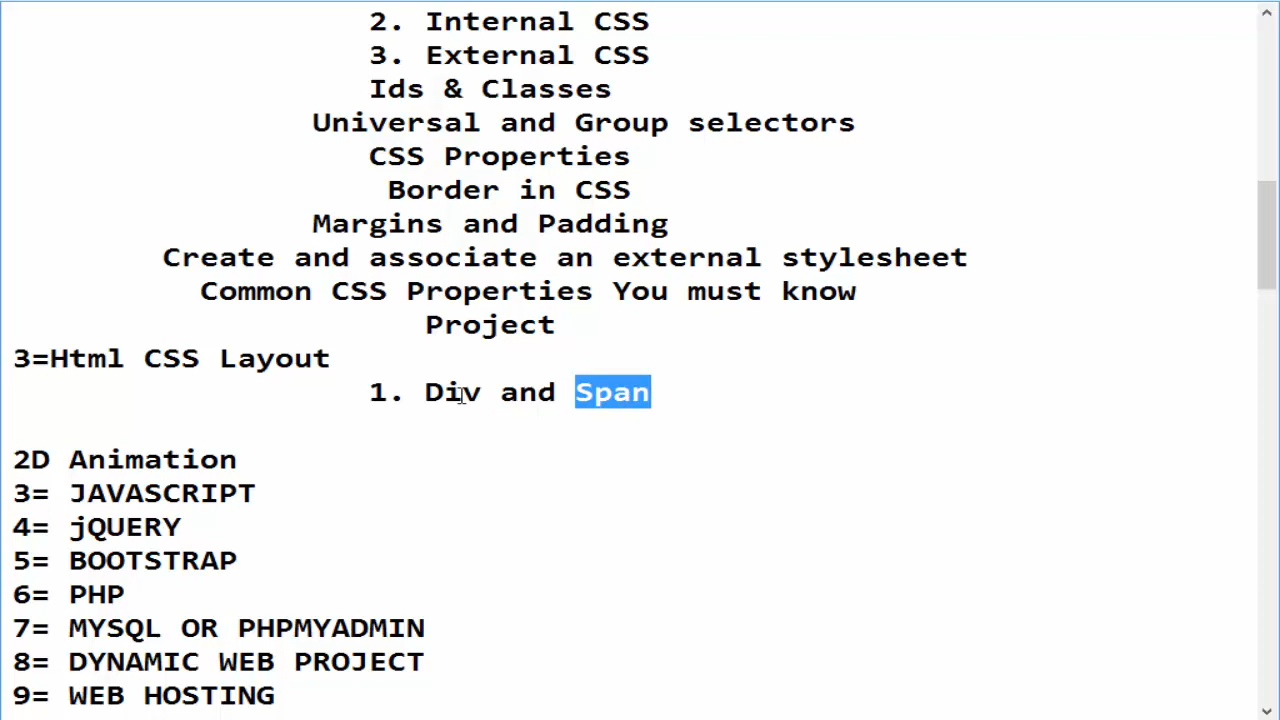 2. Internal CSS
3. External CSS
Ids & Classes
Universal and Group selectors
CSS Properties
Border in CSS
Margins and Padding
Create and associate an external stylesheet
Common CSS Properties You must know
Project
3=Html CSS Layout
1. Div and Span
2D Animation
3= JAVASCRIPT
4= jQUERY
5= BOOTSTRAP
6= PHP
7= MYSQL OR PHPMYADMIN
8= DYNAMIC WEB PROJECT
9= WEB HOSTING